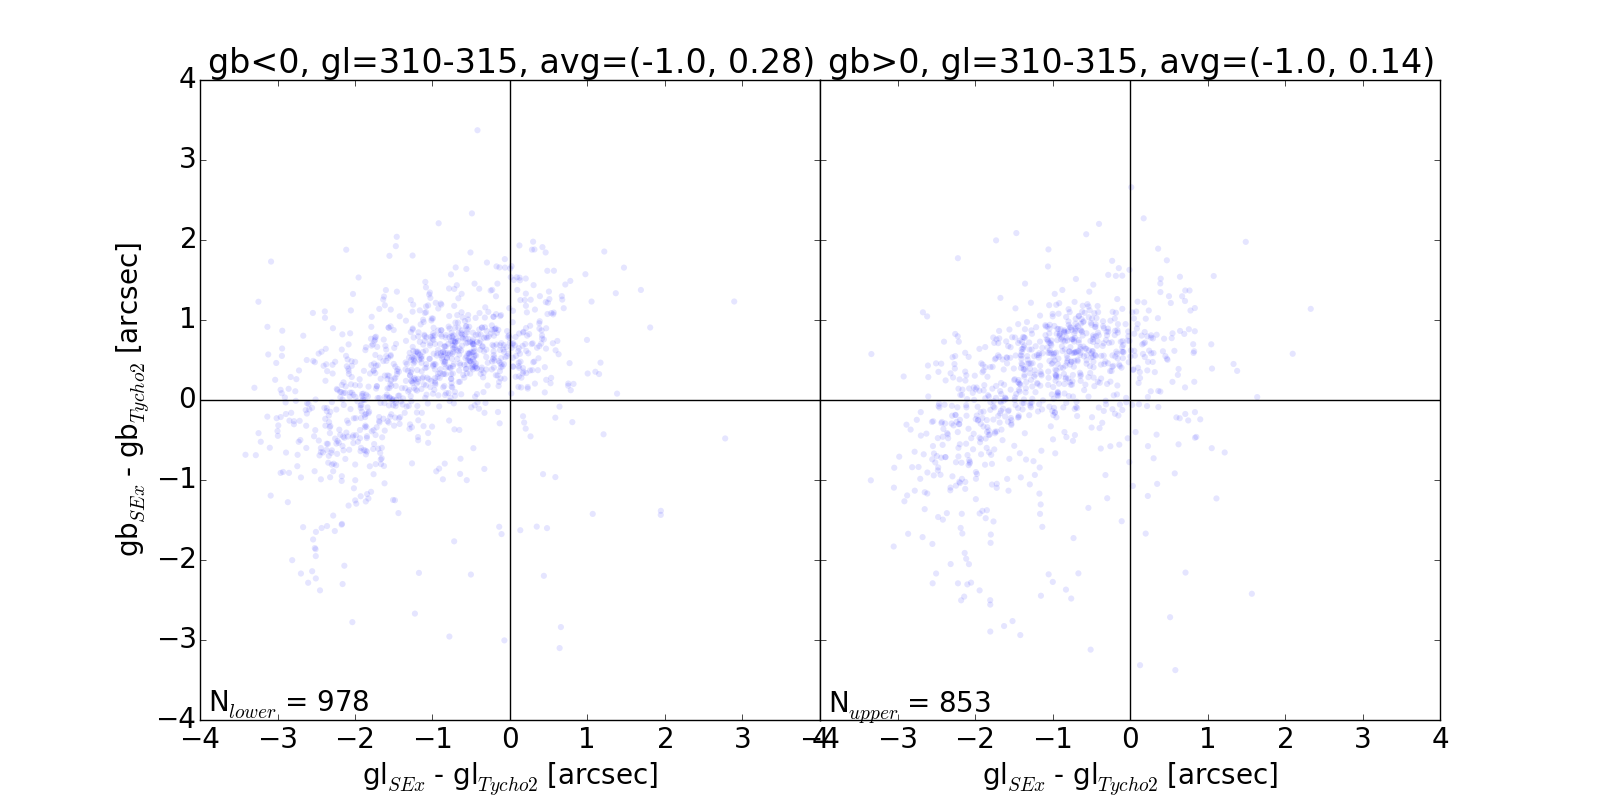 gb<0, gl=310-315, avg=(-1.0, 0.28)
gb>0, gl=310-315, avg=(-1.0, 0.14)
gb_SEx - gb_Tycho2 [arcsec]
4
3
2
1
0
−1
−2
−3
−4
N_lower = 978
N_upper = 853
−4 −3 −2 −1 0 1 2 3 4
−4 −3 −2 −1 0 1 2 3 4
gl_SEx - gl_Tycho2 [arcsec]
gl_SEx - gl_Tycho2 [arcsec]